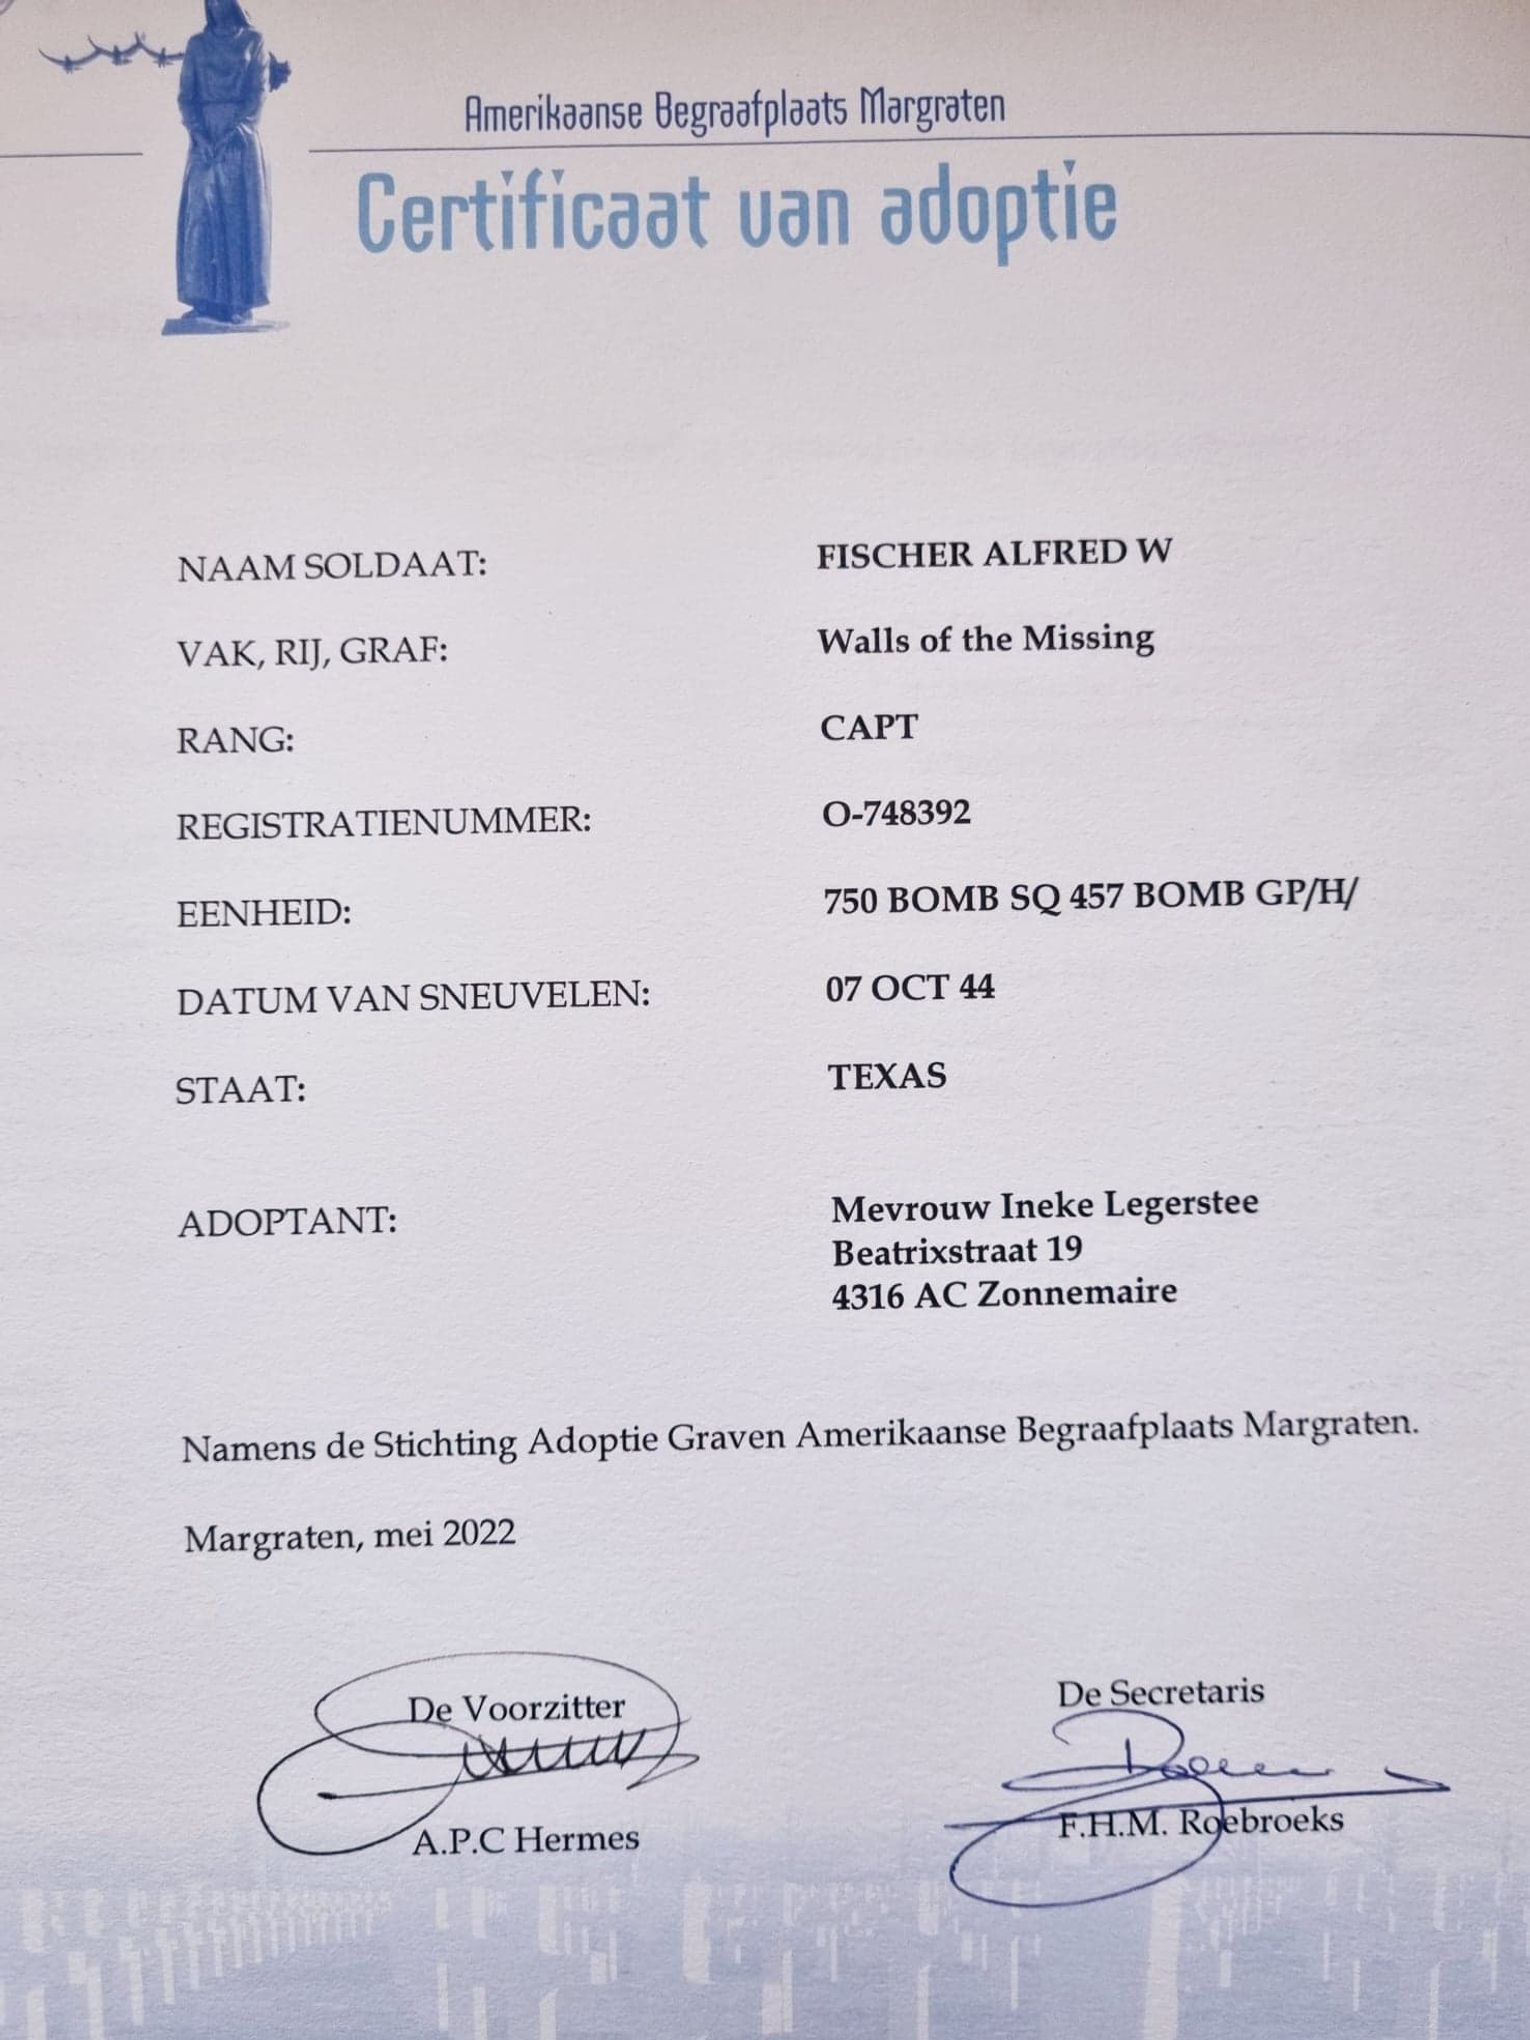 Amerikaanse Begraafplaats Margraten
Certificaat van adoptie
NAAM SOLDAAT: FISCHER ALFRED W
VAK, RIJ, GRAF: Walls of the Missing
RANG: CAPT
REGISTRATIENUMMER: O-748392
EENHEID: 750 BOMB SQ 457 BOMB GP/H/
DATUM VAN SNEUVELEN: 07 OCT 44
STAAT: TEXAS
ADOPTANT: Mevrouw Ineke Legerstee
Beatrixstraat 19
4316 AC Zonnemaire
Namens de Stichting Adoptie Graven Amerikaanse Begraafplaats Margraten.
Margraten, mei 2022
De Voorzitter De Secretaris
A.P.C Hermes F.H.M. Roebroeks